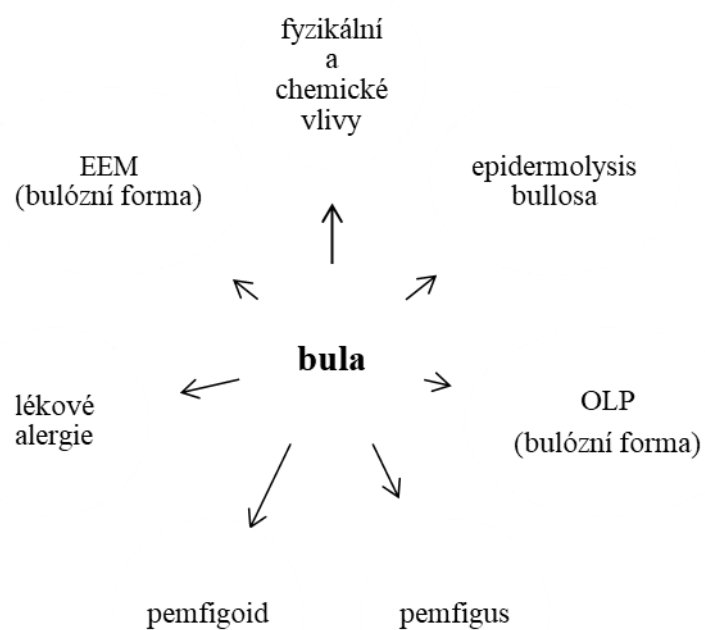 fyzikální
a
chemické
vlivy
EEM
(bulózní forma)
epidermolysis
bullosa
bula
lékové
alergie
OLP
(bulózní forma)
pemfigoid
pemfigus